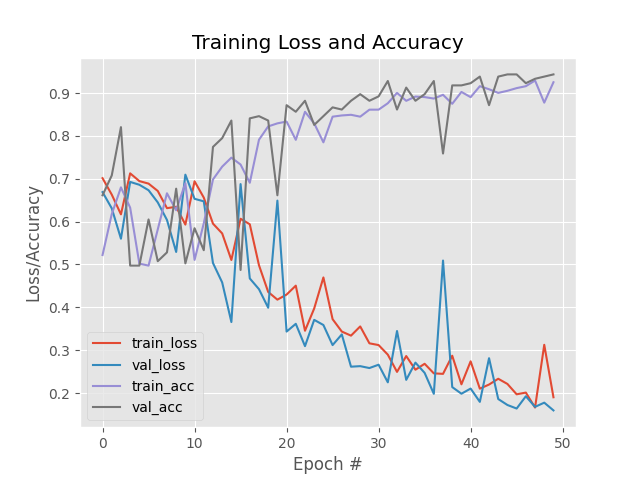 Training Loss and Accuracy
Loss/Accuracy
0.9
0.8
0.7
0.6
0.5
0.4
0.3
0.2
train_loss
val_loss
train_acc
val_acc
0 10 20 30 40 50
Epoch #